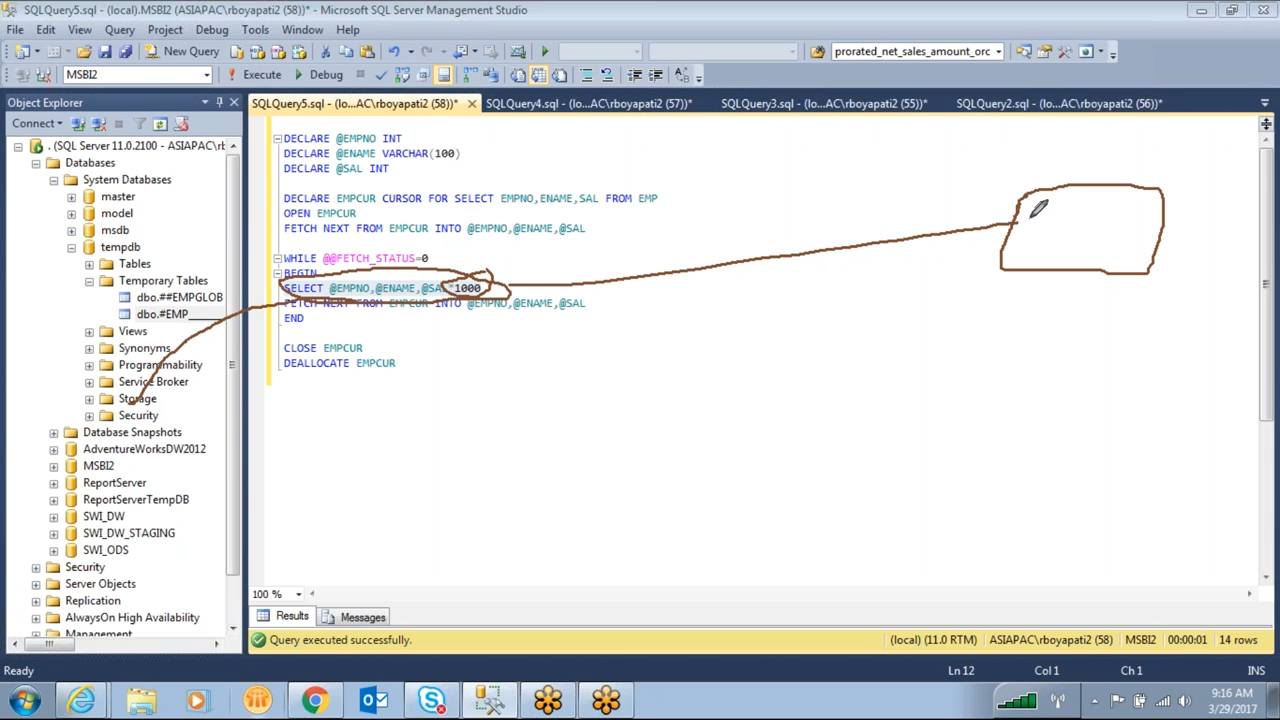 SQLQuery5.sql - (local).MSBI2 (ASIAPAC\rboyapati2 (58))* - Microsoft SQL Server Management Studio
File Edit View Query Project Debug Tools Window Help
New Query prorated_net_sales_amount_orc
MSBI2 Execute Debug
Object Explorer
SQLQuery5.sql - (lo...AC\rboyapati2 (58))* SQLQuery4.sql - (lo...AC\rboyapati2 (57))* SQLQuery3.sql - (lo...AC\rboyapati2 (55))* SQLQuery2.sql - (lo...AC\rboyapati2 (56))*
Connect
. (SQL Server 11.0.2100 - ASIAPAC\rb
Databases
System Databases
master
model
msdb
tempdb
Tables
Temporary Tables
dbo.##EMPGLOB
dbo.#EMP____
Views
Synonyms
Programmability
Service Broker
Storage
Security
Database Snapshots
AdventureWorksDW2012
MSBI2
ReportServer
ReportServerTempDB
SWI_DW
SWI_DW_STAGING
SWI_ODS
Security
Server Objects
Replication
AlwaysOn High Availability
Management
DECLARE @EMPNO INT
DECLARE @ENAME VARCHAR(100)
DECLARE @SAL INT
DECLARE EMPCUR CURSOR FOR SELECT EMPNO,ENAME,SAL FROM EMP
OPEN EMPCUR
FETCH NEXT FROM EMPCUR INTO @EMPNO,@ENAME,@SAL
WHILE @@FETCH_STATUS=0
BEGIN
SELECT @EMPNO,@ENAME,@SAL*1000
FETCH NEXT FROM EMPCUR INTO @EMPNO,@ENAME,@SAL
END
CLOSE EMPCUR
DEALLOCATE EMPCUR
100 %
Results Messages
Query executed successfully. (local) (11.0 RTM) ASIAPAC\rboyapati2 (58) MSBI2 00:00:01 14 rows
Ready Ln 12 Col 1 Ch 1 INS
9:16 AM
3/29/2017